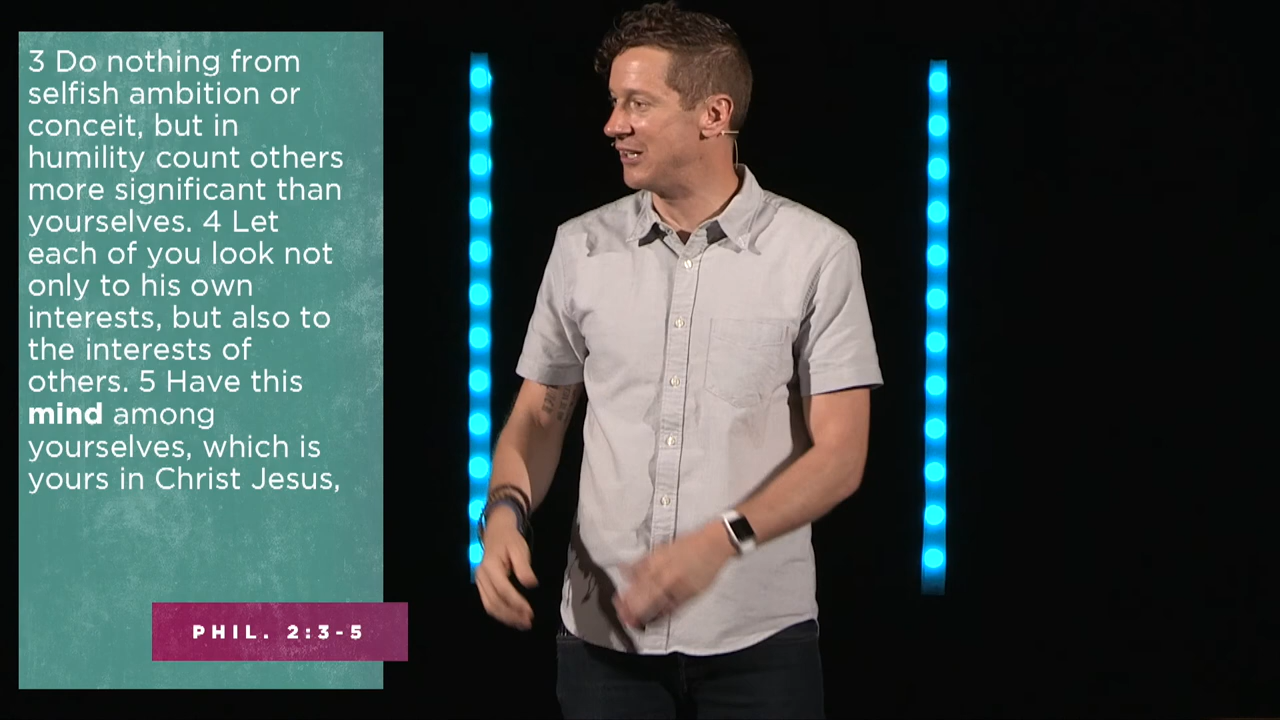 3 Do nothing from
selfish ambition or
conceit, but in
humility count others
more significant than
yourselves. 4 Let
each of you look not
only to his own
interests, but also to
the interests of
others. 5 Have this
mind among
yourselves, which is
yours in Christ Jesus,
PHIL. 2:3-5